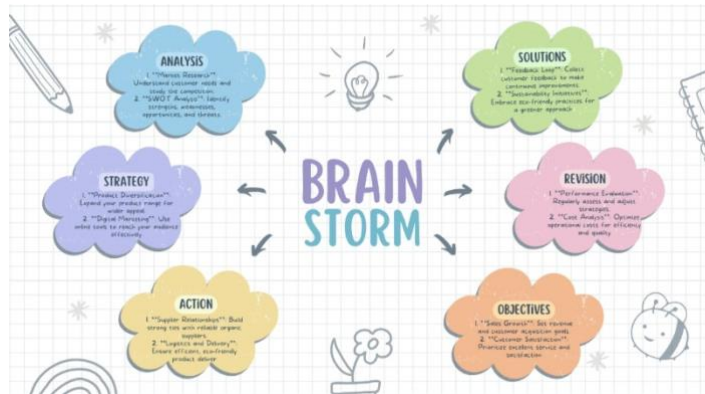 ANALYSIS
1. **Market Research**:
Understand customer needs and
study the competition.
2. **SWOT Analysis**: Identify
strengths, weaknesses,
opportunities, and threats.
SOLUTIONS
1. **Feedback Loop**: Collect
customer feedback to make
continuous improvements.
2. **Sustainability Initiatives**:
Embrace eco-friendly practices for
a greener approach
STRATEGY
1. **Product Diversification**:
Expand your product range for
wider appeal.
2. **Digital Marketing**: Use
online tools to reach your audience
effectively
BRAIN
STORM
REVISION
1. **Performance Evaluation**:
Regularly assess and adjust
strategies.
2. **Cost Analysis**: Optimize
operational costs for efficiency
and quality
ACTION
1. **Supplier Relationships**: Build
strong ties with reliable organic
suppliers.
2. **Logistics and Delivery**:
Ensure efficient, eco-friendly
product deliver
OBJECTIVES
1. **Sales Growth**: Set revenue
and customer acquisition goals.
2. **Customer Satisfaction**:
Prioritize excellent service and
satisfaction